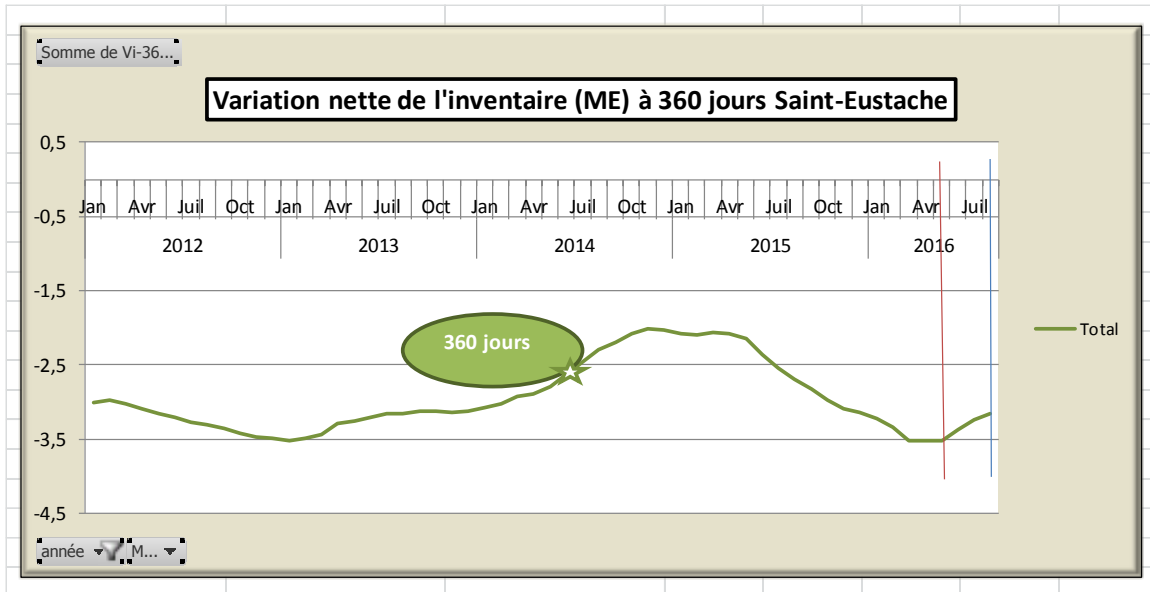 Somme de Vi-36...
Variation nette de l'inventaire (ME) à 360 jours Saint-Eustache
0,5
-0,5
-1,5
-2,5
-3,5
-4,5
Jan Avr Juil Oct Jan Avr Juil Oct Jan Avr Juil Oct Jan Avr Juil Oct Jan Avr Juil
2012 2013 2014 2015 2016
360 jours
Total
année M...